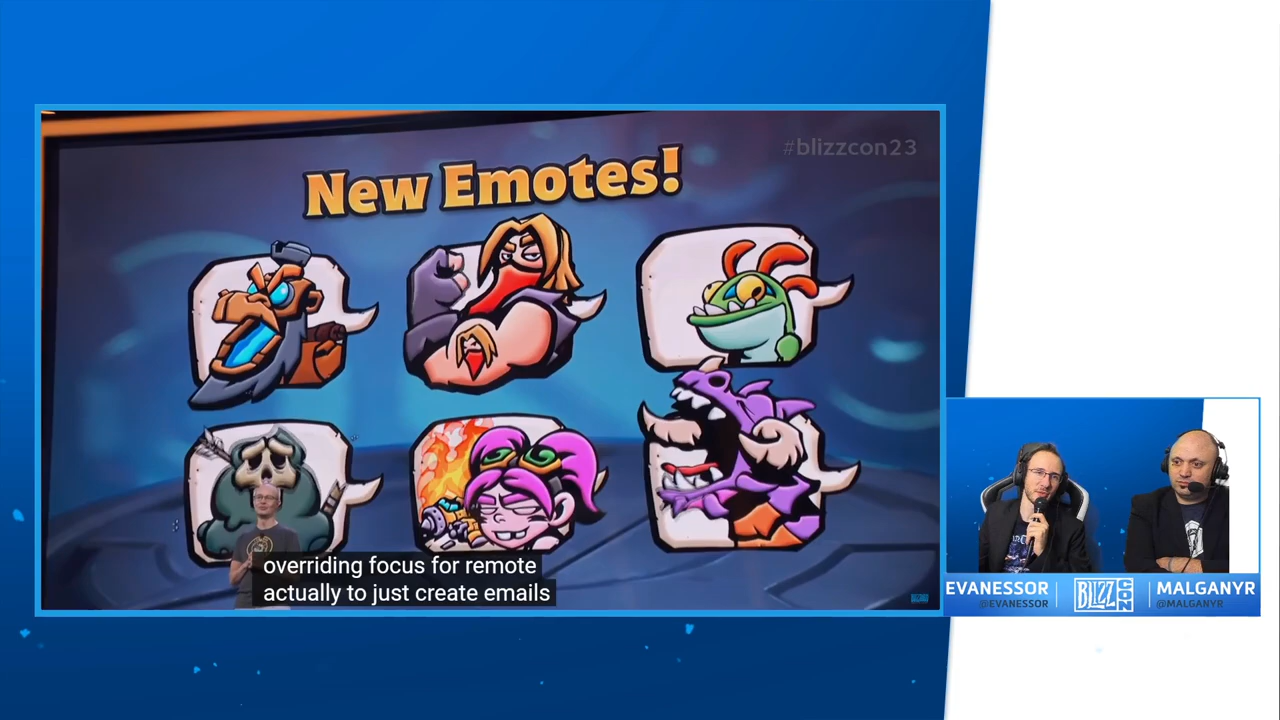 #blizzcon23
New Emotes!
overriding focus for remote
actually to just create emails
EVANESSOR
@EVANESSOR
BLIZZCON
MALGANYR
@MALGANYR